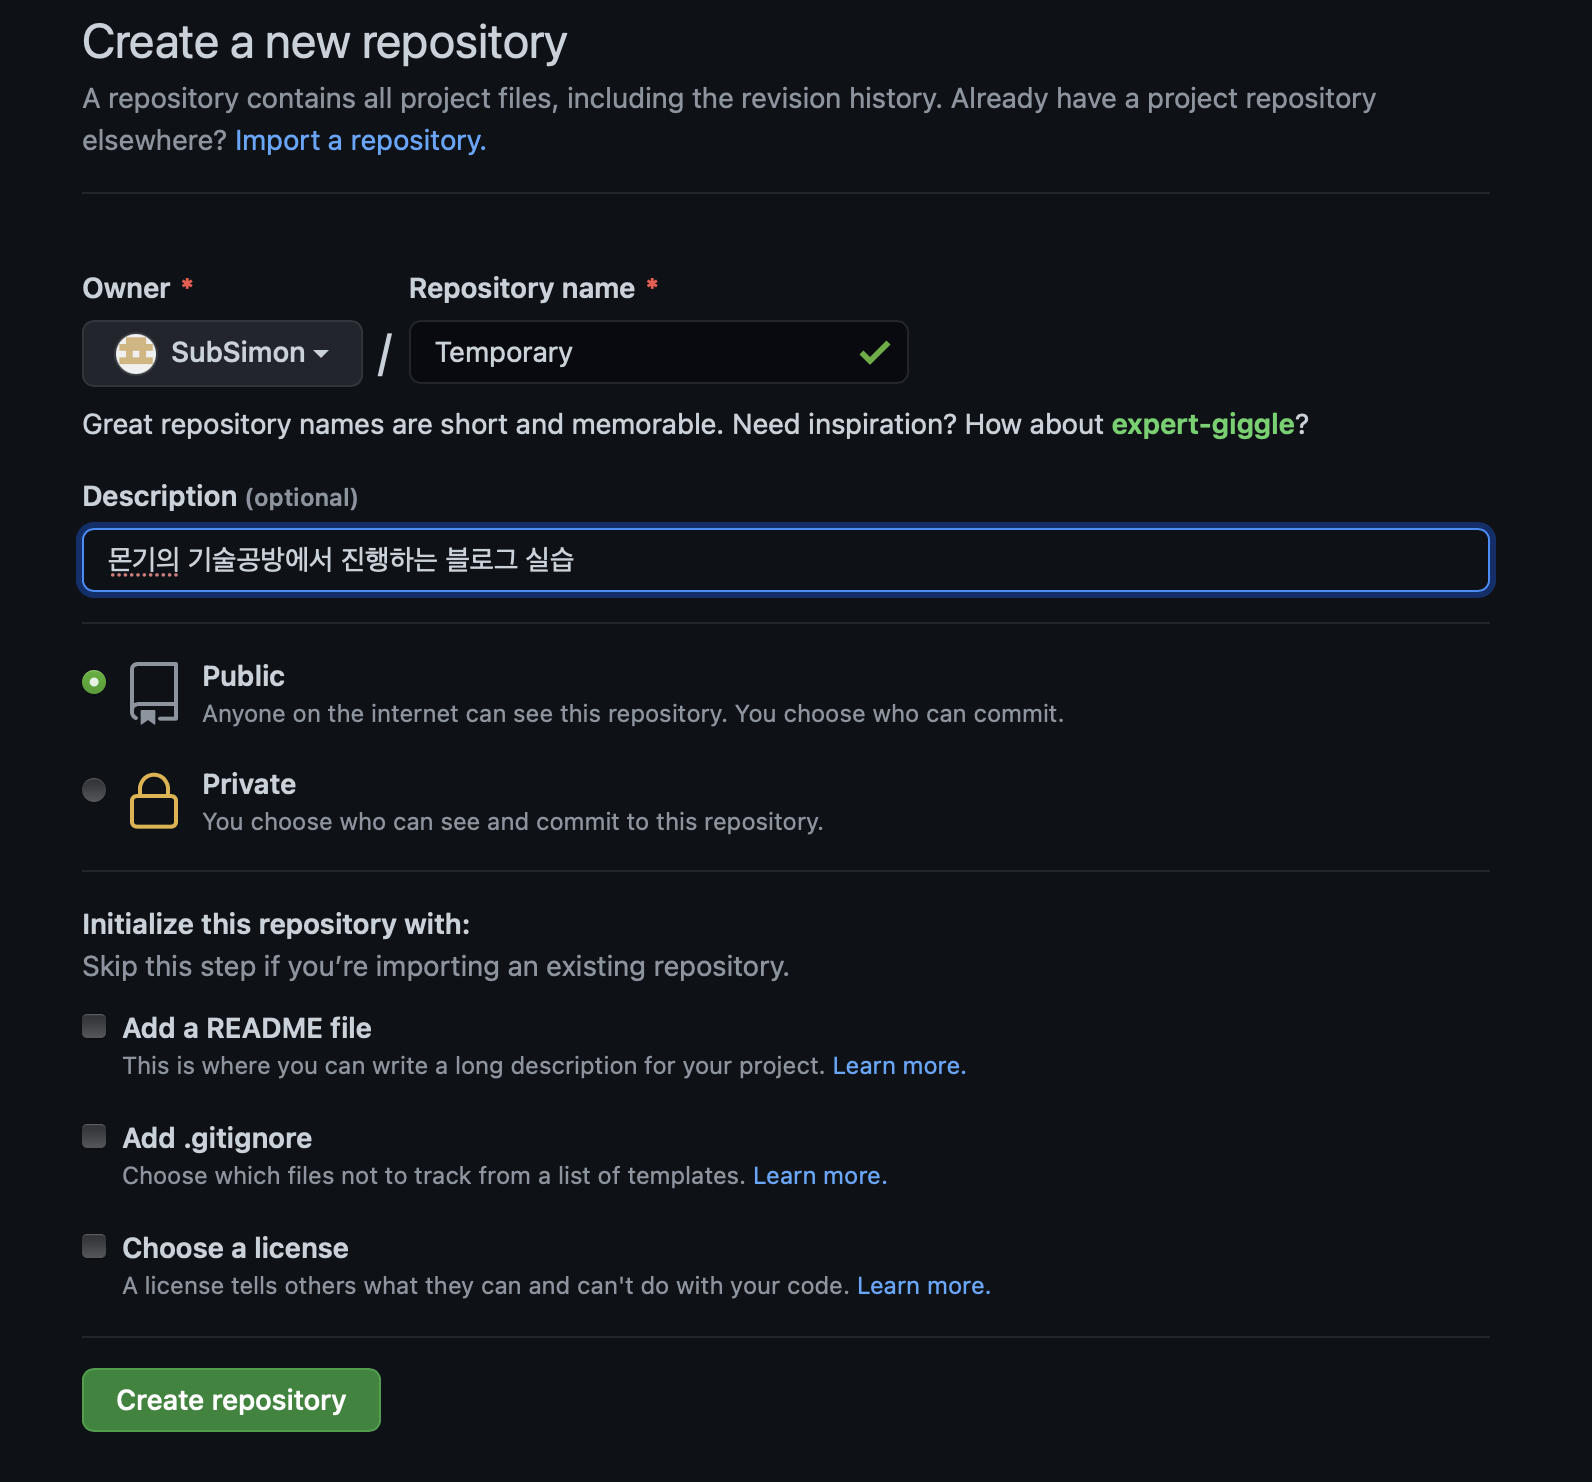 Create a new repository
A repository contains all project files, including the revision history. Already have a project repository
elsewhere? Import a repository.
Owner *
Repository name *
SubSimon
/
Temporary
Great repository names are short and memorable. Need inspiration? How about expert-giggle?
Description (optional)
몬기의 기술공방에서 진행하는 블로그 실습
Public
Anyone on the internet can see this repository. You choose who can commit.
Private
You choose who can see and commit to this repository.
Initialize this repository with:
Skip this step if you’re importing an existing repository.
Add a README file
This is where you can write a long description for your project. Learn more.
Add .gitignore
Choose which files not to track from a list of templates. Learn more.
Choose a license
A license tells others what they can and can't do with your code. Learn more.
Create repository